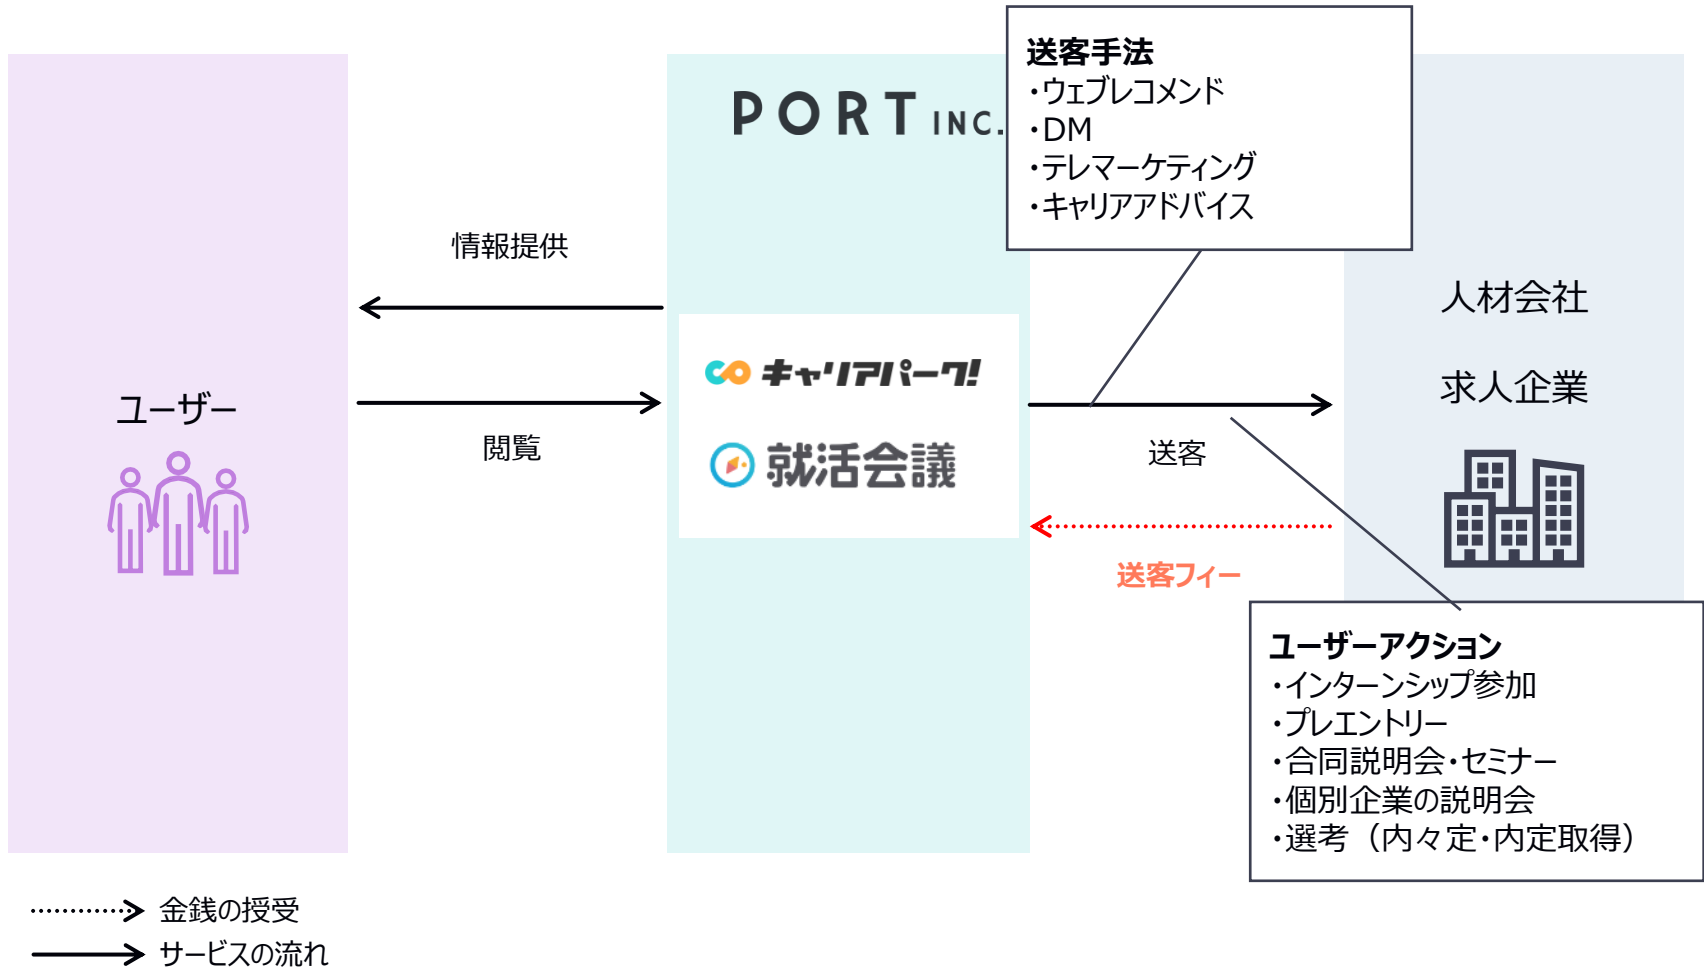 PORT INC.
送客手法
・ウェブレコメンド
・DM
・テレマーケティング
・キャリアアドバイス
情報提供
人材会社
キャリアパーク!
求人企業
ユーザー
閲覧
就活会議
送客
送客フィー
ユーザーアクション
・インターンシップ参加
・プレエントリー
・合同説明会・セミナー
・個別企業の説明会
・選考（内々定・内定取得）
金銭の授受
サービスの流れ